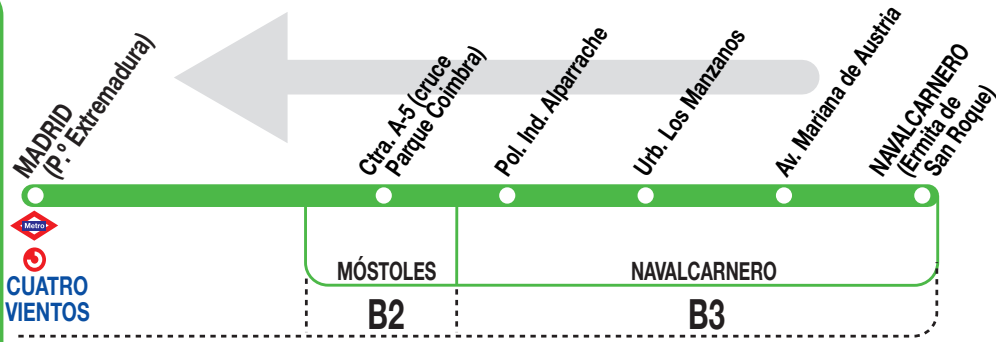 MADRID
(P.º Extremadura)
Ctra. A-5 (cruce
Parque Coimbra)
Pol. Ind. Alparrache
Urb. Los Manzanos
Av. Mariana de Austria
NAVALCARNERO
(Ermita de
San Roque)
Metro
CUATRO
VIENTOS
MÓSTOLES
NAVALCARNERO
B2
B3